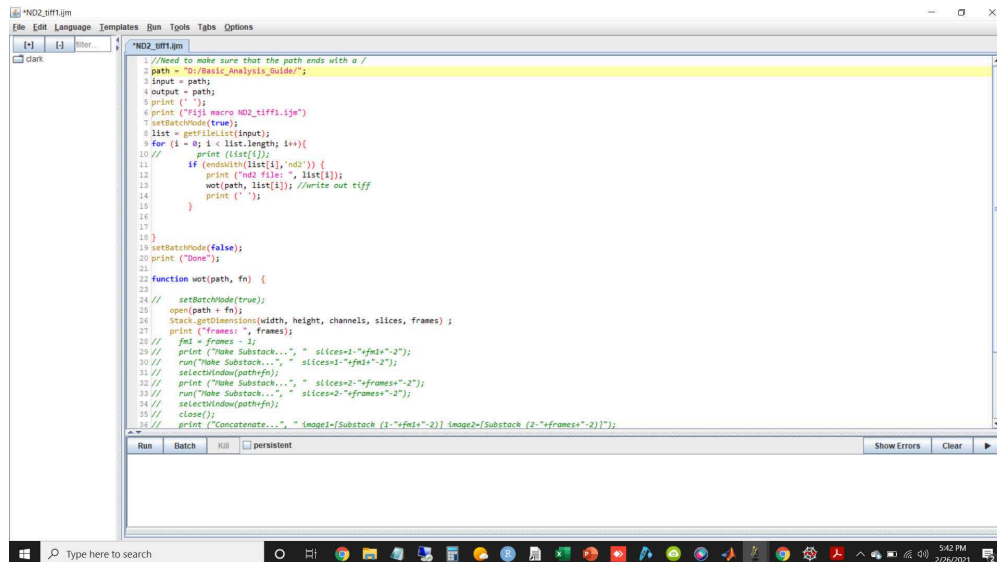 *ND2_tiff1.ijm
File Edit Language Templates Run Tools Tabs Options
[+] [-] filter...
*ND2_tiff1.ijm
clark
1 //Need to make sure that the path ends with a /
2 path = "D:/Basic_Analysis_Guide/";
3 input = path;
4 output = path;
5 print (' ');
6 print ("Fiji macro ND2_tiff1.ijm")
7 setBatchMode(true);
8 list = getFileList(input);
9 for (i = 0; i < list.length; i++){
10 // print (list[i]);
11 if (endsWith(list[i],'nd2')) {
12 print ("nd2 file: ", list[i]);
13 wot(path, list[i]); //write out tiff
14 print (' ');
15 }
16
17
18 }
19 setBatchMode(false);
20 print ("Done");
21
22 function wot(path, fn) {
23
24 // setBatchMode(true);
25 open(path + fn);
26 Stack.getDimensions(width, height, channels, slices, frames) ;
27 print ("frames: ", frames);
28 // fm1 = frames - 1;
29 // print ("Make Substack...", " slices=1-"+fm1+"-2");
30 // run("Make Substack...", " slices=1-"+fm1+"-2");
31 // selectWindow(path+fn);
32 // print ("Make Substack...", " slices=2-"+frames+"-2");
33 // run("Make Substack...", " slices=2-"+frames+"-2");
34 // selectWindow(path+fn);
35 // close();
36 // print ("Concatenate...", " image1=[Substack (1-"+fm1+"-2)] image2=[Substack (2-"+frames+"-2)]");
Run Batch Kill persistent Show Errors Clear
Type here to search
5:42 PM
2/26/2021